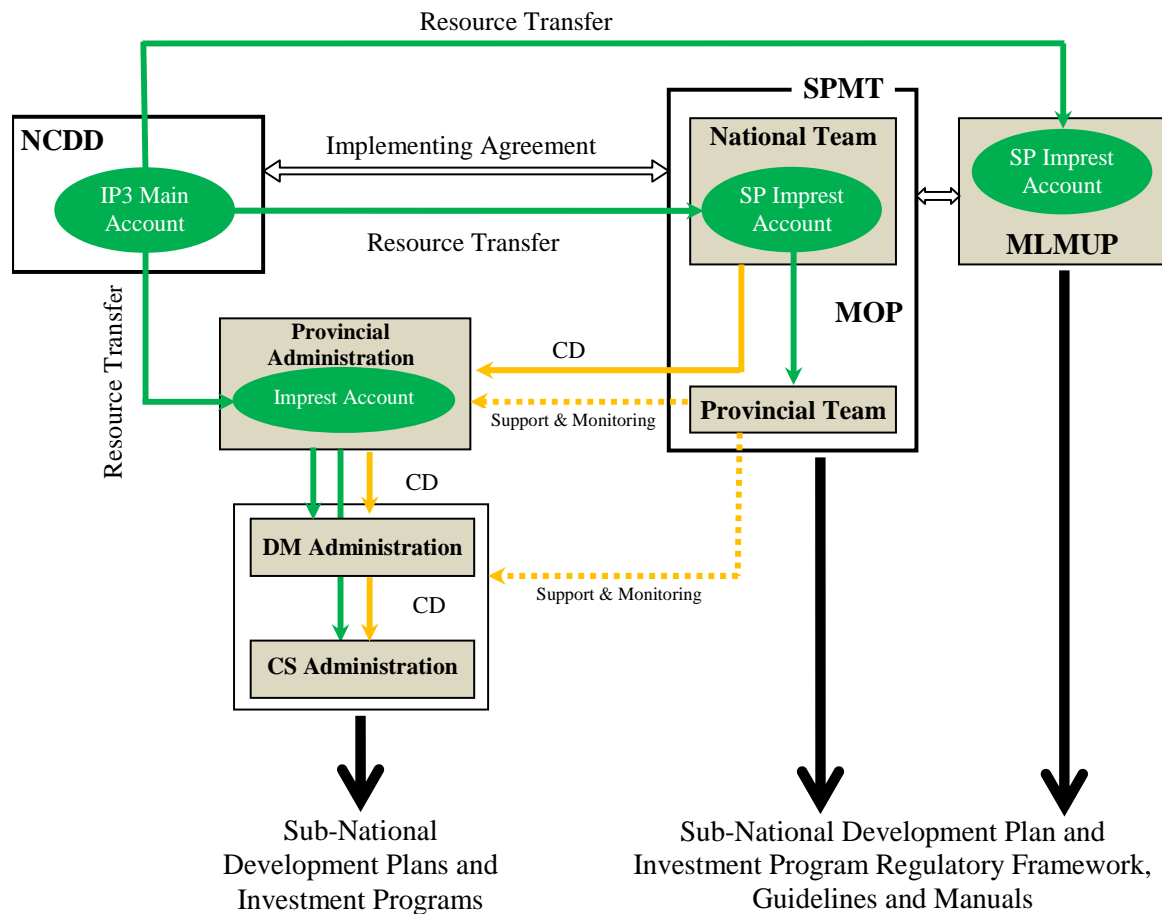 Resource Transfer
SPMT
NCDD
National Team
Implementing Agreement
SP Imprest
Account
IP3 Main
Account
SP Imprest
Account
Resource Transfer
MLMUP
Resource Transfer
MOP
Provincial
Administration
CD
Imprest Account
Provincial Team
Support & Monitoring
CD
DM Administration
Support & Monitoring
CD
CS Administration
Sub-National
Development Plans and
Investment Programs
Sub-National Development Plan and
Investment Program Regulatory Framework,
Guidelines and Manuals